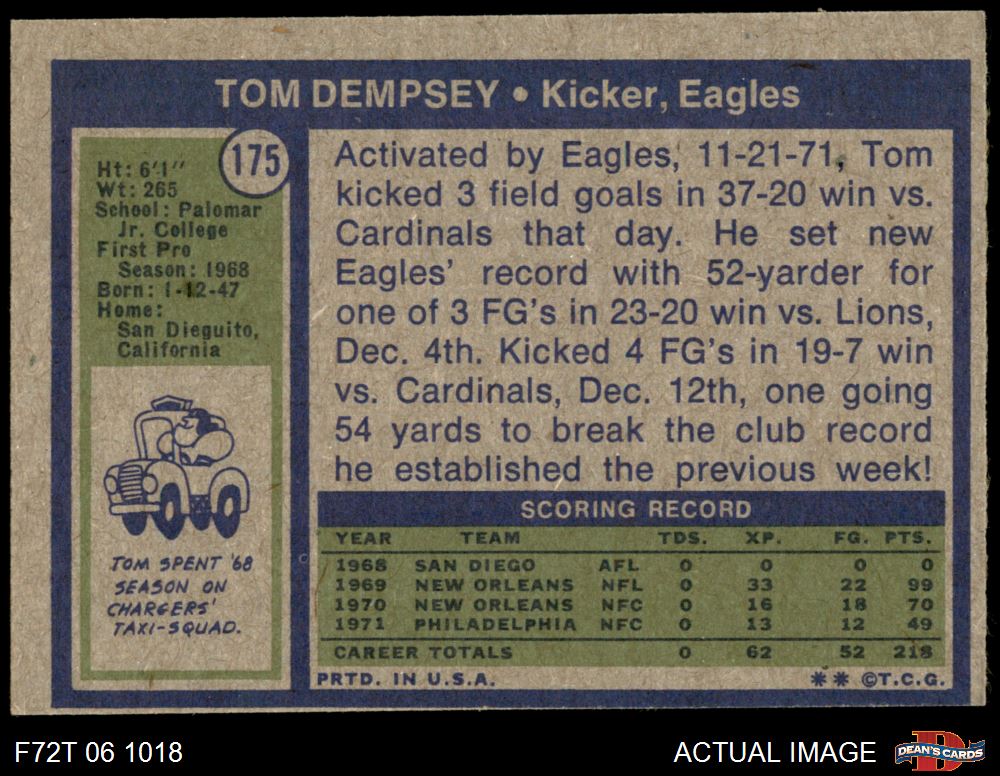 TOM DEMPSEY • Kicker, Eagles
175
Ht: 6'1"
Wt: 265
School: Palomar
Jr. College
First Pro
Season: 1968
Born: 1-12-47
Home:
San Dieguito,
California
TOM SPENT '68
SEASON ON
CHARGERS'
TAXI-SQUAD.
Activated by Eagles, 11-21-71, Tom
kicked 3 field goals in 37-20 win vs.
Cardinals that day. He set new
Eagles' record with 52-yarder for
one of 3 FG's in 23-20 win vs. Lions,
Dec. 4th. Kicked 4 FG's in 19-7 win
vs. Cardinals, Dec. 12th, one going
54 yards to break the club record
he established the previous week!
SCORING RECORD
YEAR TEAM TDS. XP. FG. PTS.
1968 SAN DIEGO AFL 0 0 0 0
1969 NEW ORLEANS NFL 0 33 22 99
1970 NEW ORLEANS NFC 0 16 18 70
1971 PHILADELPHIA NFC 0 13 12 49
CAREER TOTALS 0 62 52 218
PRTD. IN U.S.A. ** ©T.C.G.
F72T 06 1018
ACTUAL IMAGE
DEAN'S CARDS